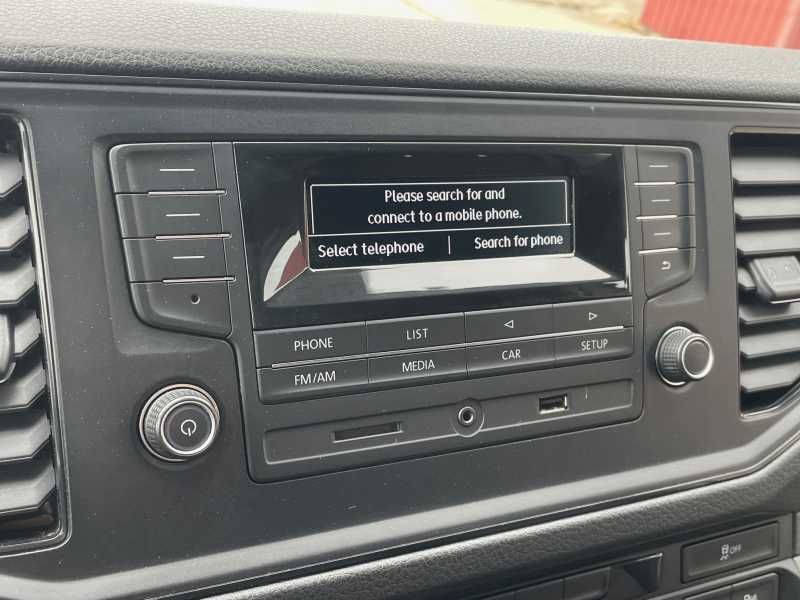 Please search for and
connect to a mobile phone.
Select telephone | Search for phone
PHONE LIST
FM/AM MEDIA CAR SETUP
OFF